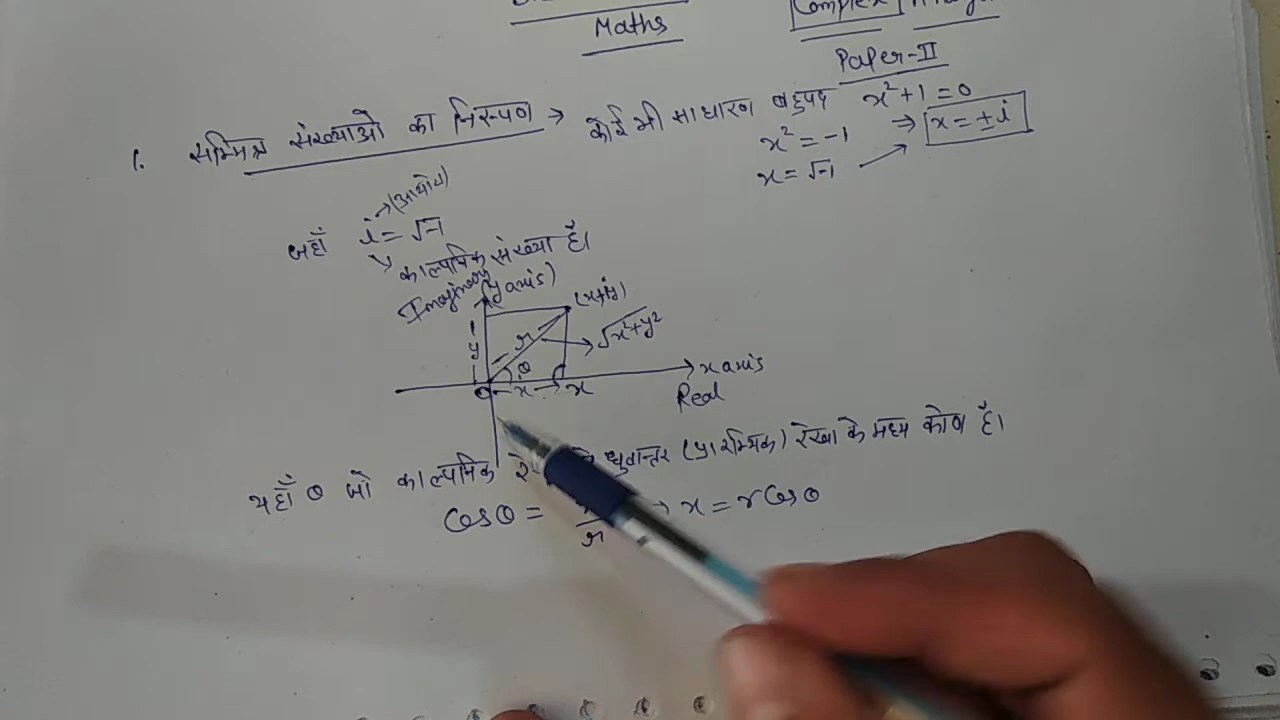 Maths
Complex
Paper-II
1. सम्मिश्र संख्याओ का निरूपण → कोई भी साधारण बहुपद x²+1=0
x² = -1 ⇒ x = ±i
x = √-1
जहाँ i = √-1
→ (आयोटा)
काल्पनिक संख्या है।
Imaginary (y axis)
(x+iy)
r
√x²+y²
y
θ
x
x
x axis
Real
यहाँ θ जो काल्पनिक ध्रुवान्तर (प्रारम्भिक) रेखा के मध्य कोण है।
Cosθ = → x = r Cosθ
r